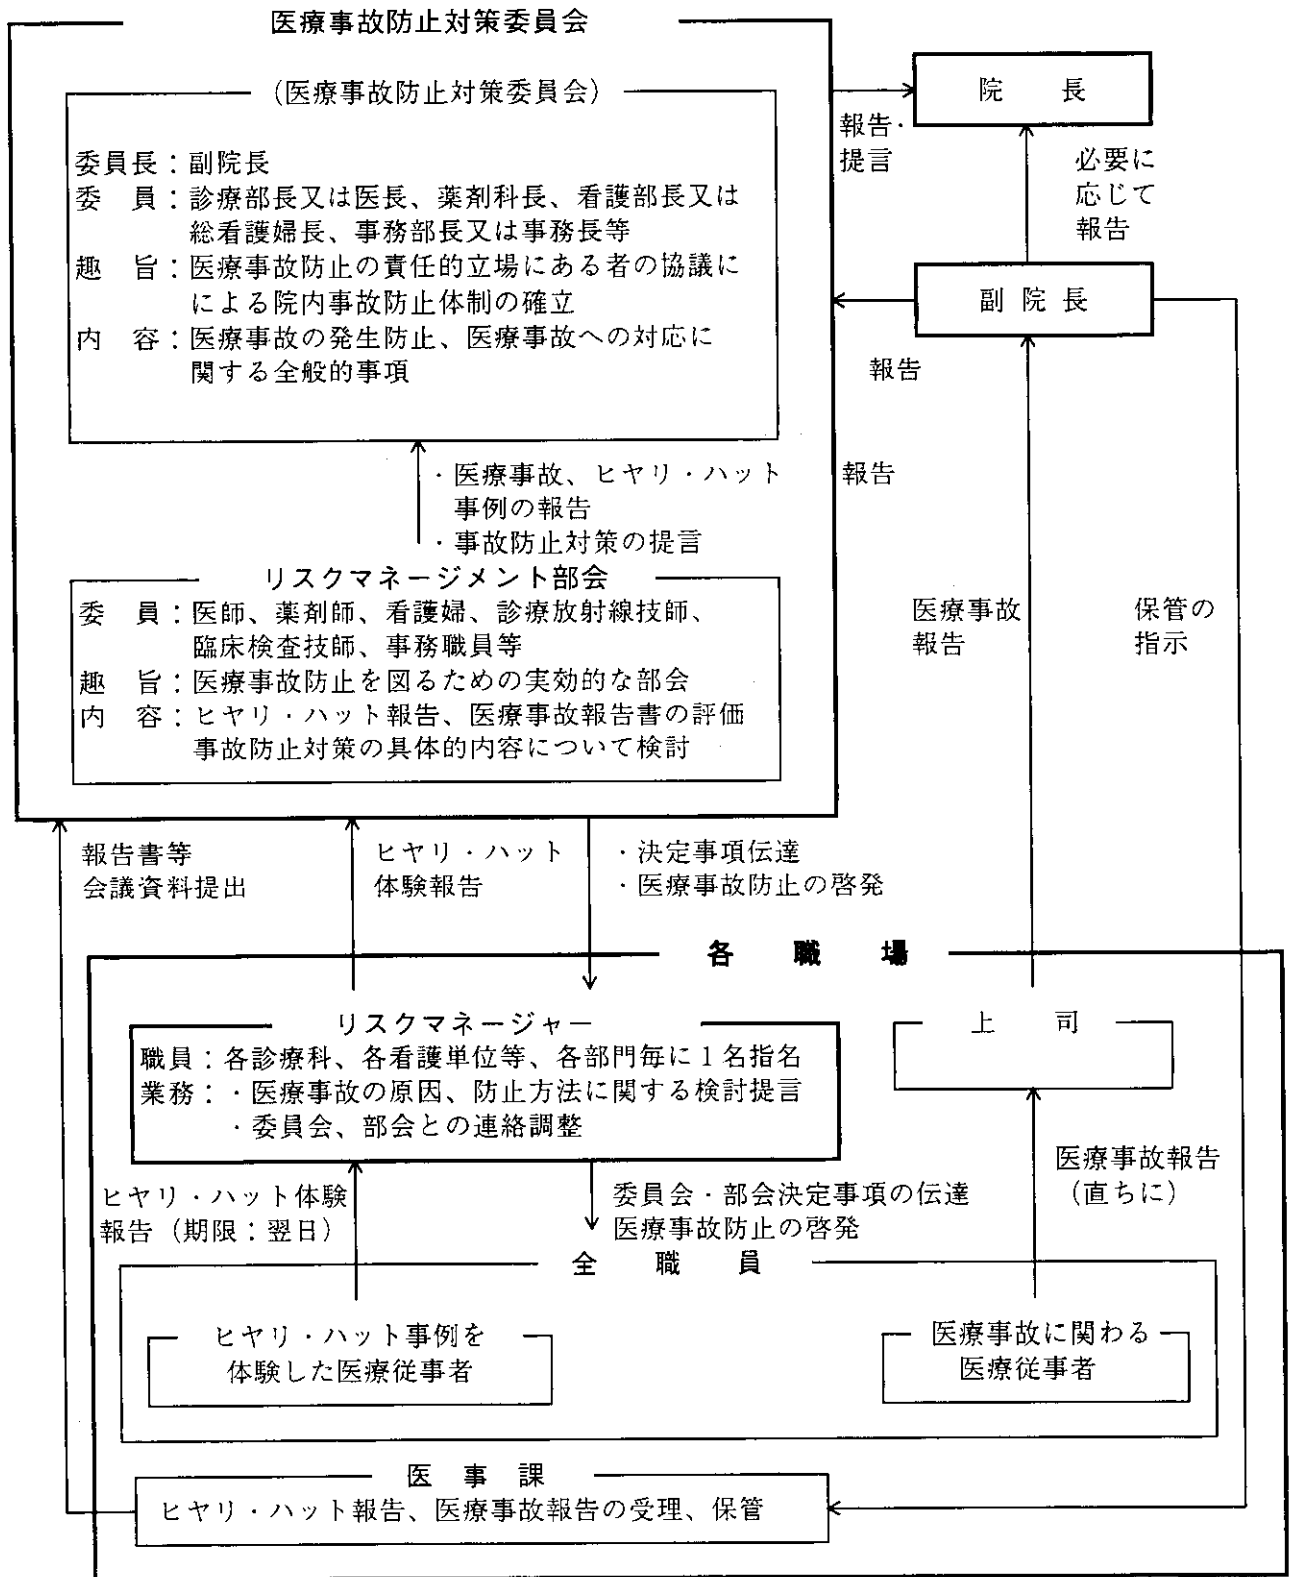 医療事故防止対策委員会
(医療事故防止対策委員会)
委員長：副院長
委　員：診療部長又は医長、薬剤科長、看護部長又は
総看護婦長、事務部長又は事務長等
趣　旨：医療事故防止の責任的立場にある者の協議に
による院内事故防止体制の確立
内　容：医療事故の発生防止、医療事故への対応に
関する全般的事項
・医療事故、ヒヤリ・ハット
事例の報告
・事故防止対策の提言
リスクマネージメント部会
委　員：医師、薬剤師、看護婦、診療放射線技師、
臨床検査技師、事務職員等
趣　旨：医療事故防止を図るための実効的な部会
内　容：ヒヤリ・ハット報告、医療事故報告書の評価
事故防止対策の具体的内容について検討
院　長
報告・
提言
必要に
応じて
報告
副院長
報告
報告
医療事故
報告
保管の
指示
報告書等
会議資料提出
ヒヤリ・ハット
体験報告
・決定事項伝達
・医療事故防止の啓発
各　職　場
リスクマネージャー
職員：各診療科、各看護単位等、各部門毎に１名指名
業務：・医療事故の原因、防止方法に関する検討提言
・委員会、部会との連絡調整
上　司
ヒヤリ・ハット体験
報告（期限：翌日）
委員会・部会決定事項の伝達
医療事故防止の啓発
医療事故報告
（直ちに）
全　職　員
ヒヤリ・ハット事例を
体験した医療従事者
医療事故に関わる
医療従事者
医　事　課
ヒヤリ・ハット報告、医療事故報告の受理、保管